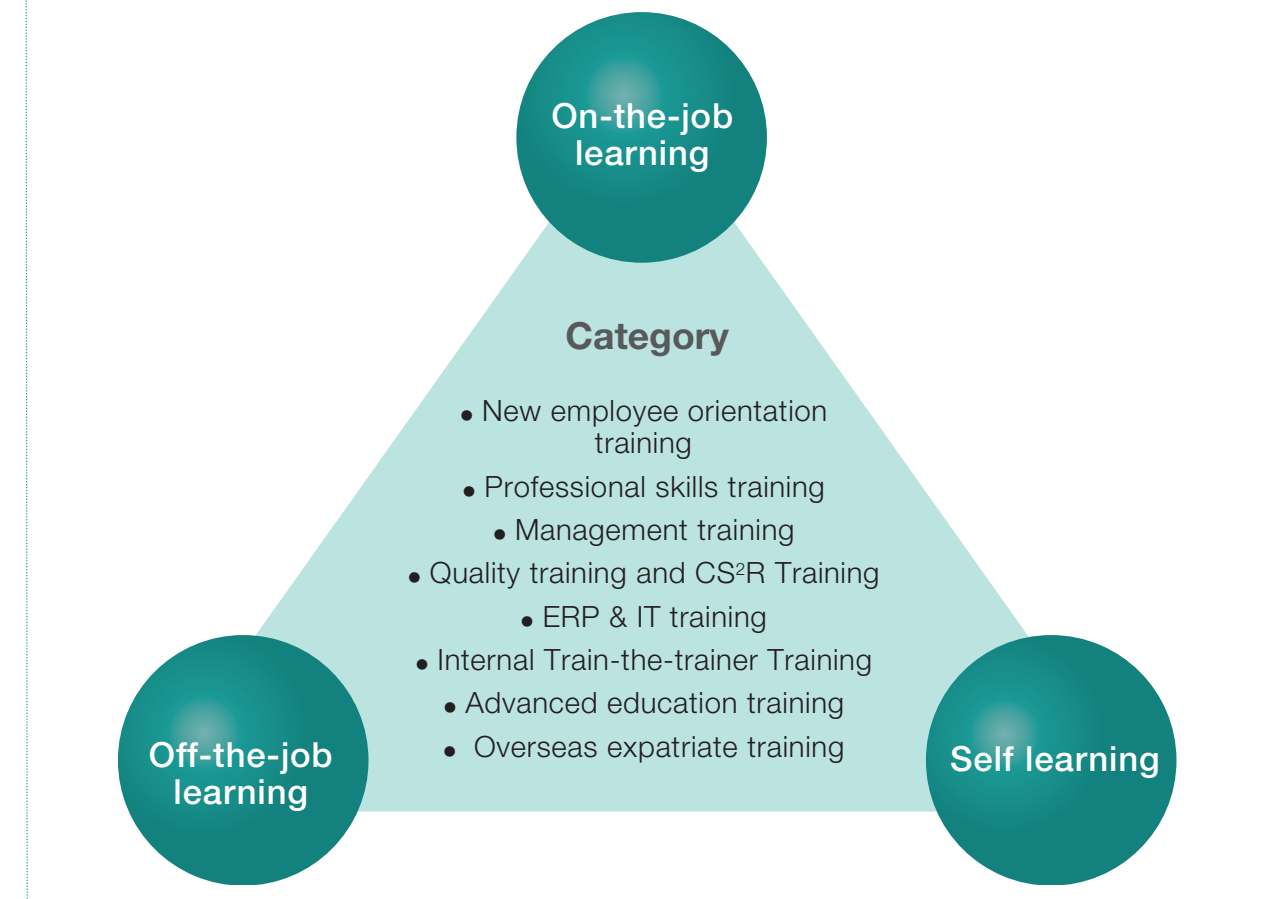 On-the-job
learning
Category
• New employee orientation
training
• Professional skills training
• Management training
• Quality training and CS²R Training
• ERP & IT training
• Internal Train-the-trainer Training
• Advanced education training
• Overseas expatriate training
Off-the-job
learning
Self learning